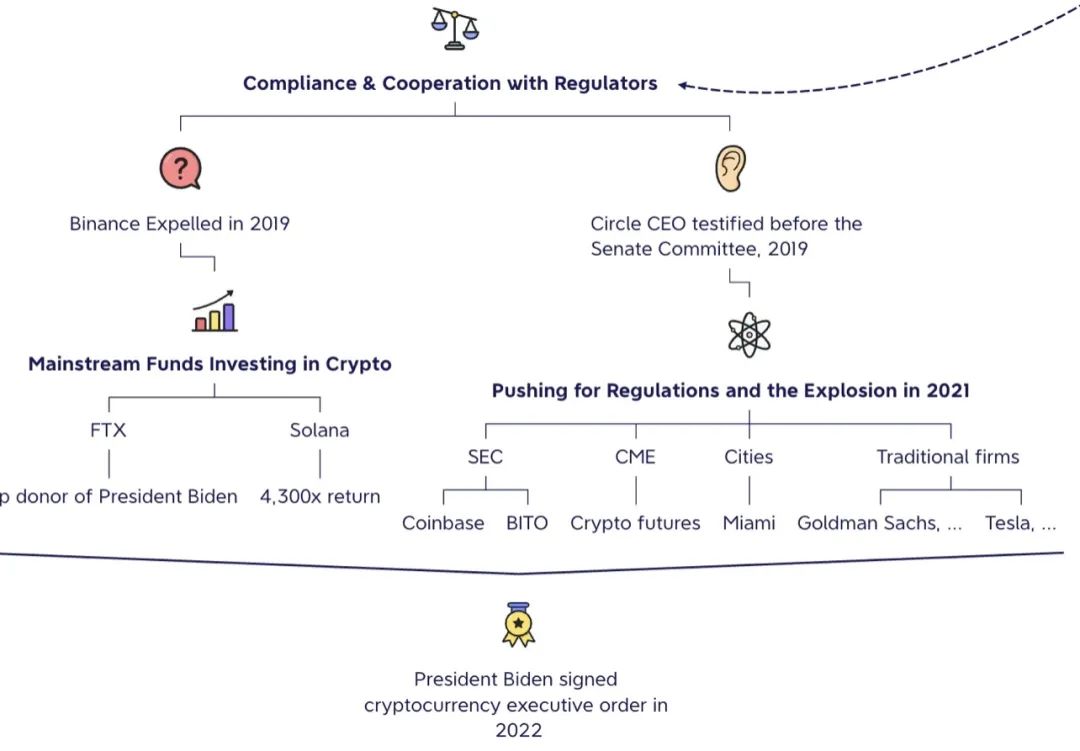 Compliance & Cooperation with Regulators
?
Binance Expelled in 2019
Circle CEO testified before the
Senate Committee, 2019
Mainstream Funds Investing in Crypto
Pushing for Regulations and the Explosion in 2021
FTX
Solana
SEC
CME
Cities
Traditional firms
p donor of President Biden
4,300x return
Coinbase
BITO
Crypto futures
Miami
Goldman Sachs, ...
Tesla, ...
President Biden signed
cryptocurrency executive order in
2022